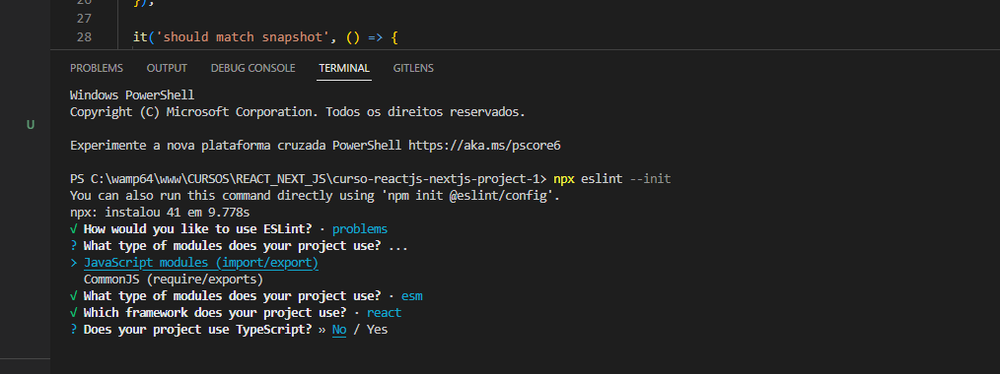 26 });
27
28 it('should match snapshot', () => {
PROBLEMS OUTPUT DEBUG CONSOLE TERMINAL GITLENS
Windows PowerShell
Copyright (C) Microsoft Corporation. Todos os direitos reservados.
U
Experimente a nova plataforma cruzada PowerShell https://aka.ms/pscore6
PS C:\wamp64\www\CURSOS\REACT_NEXT_JS\curso-reactjs-nextjs-project-1> npx eslint --init
You can also run this command directly using 'npm init @eslint/config'.
npx: instalou 41 em 9.778s
√ How would you like to use ESLint? · problems
? What type of modules does your project use? ...
> JavaScript modules (import/export)
CommonJS (require/exports)
√ What type of modules does your project use? · esm
√ Which framework does your project use? · react
? Does your project use TypeScript? » No / Yes